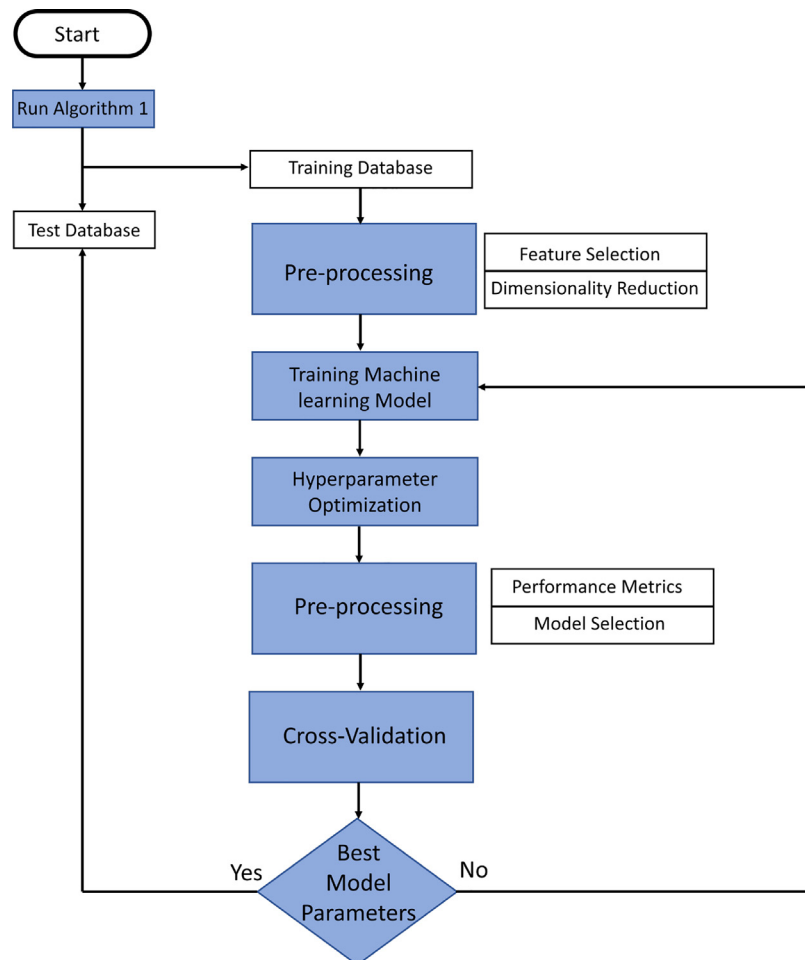 Start
Run Algorithm 1
Training Database
Test Database
Pre-processing
Feature Selection
Dimensionality Reduction
Training Machine
learning Model
Hyperparameter
Optimization
Pre-processing
Performance Metrics
Model Selection
Cross-Validation
Yes
Best
Model
Parameters
No